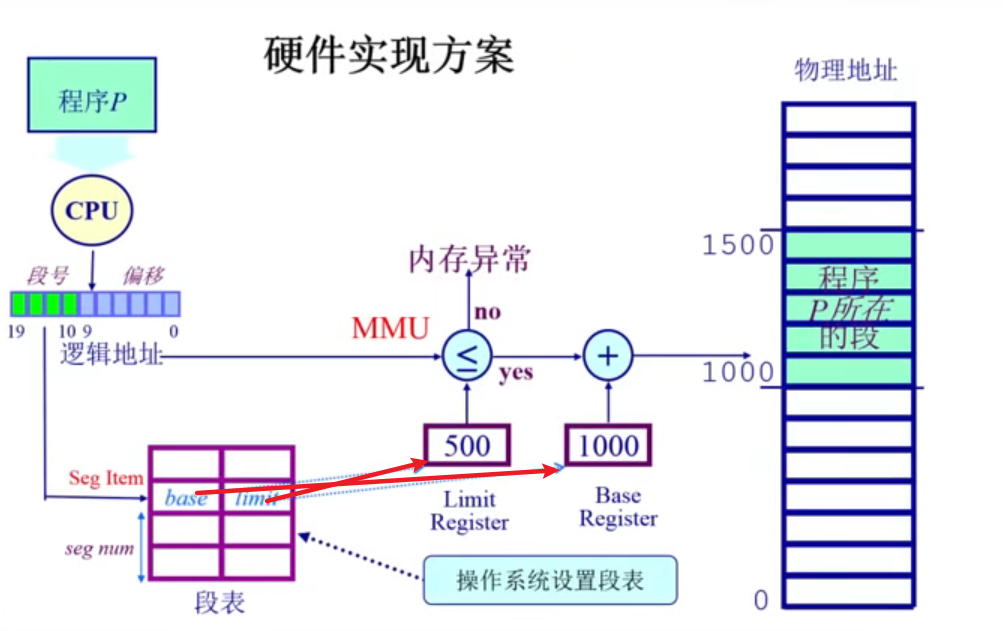 硬件实现方案
物理地址
程序P
CPU
段号
偏移
19
10
9
0
逻辑地址
MMU
内存异常
no
≤
yes
+
1500
程序
P所在
的段
1000
500
1000
Limit
Register
Base
Register
Seg Item
base
limit
seg num
段表
操作系统设置段表
0